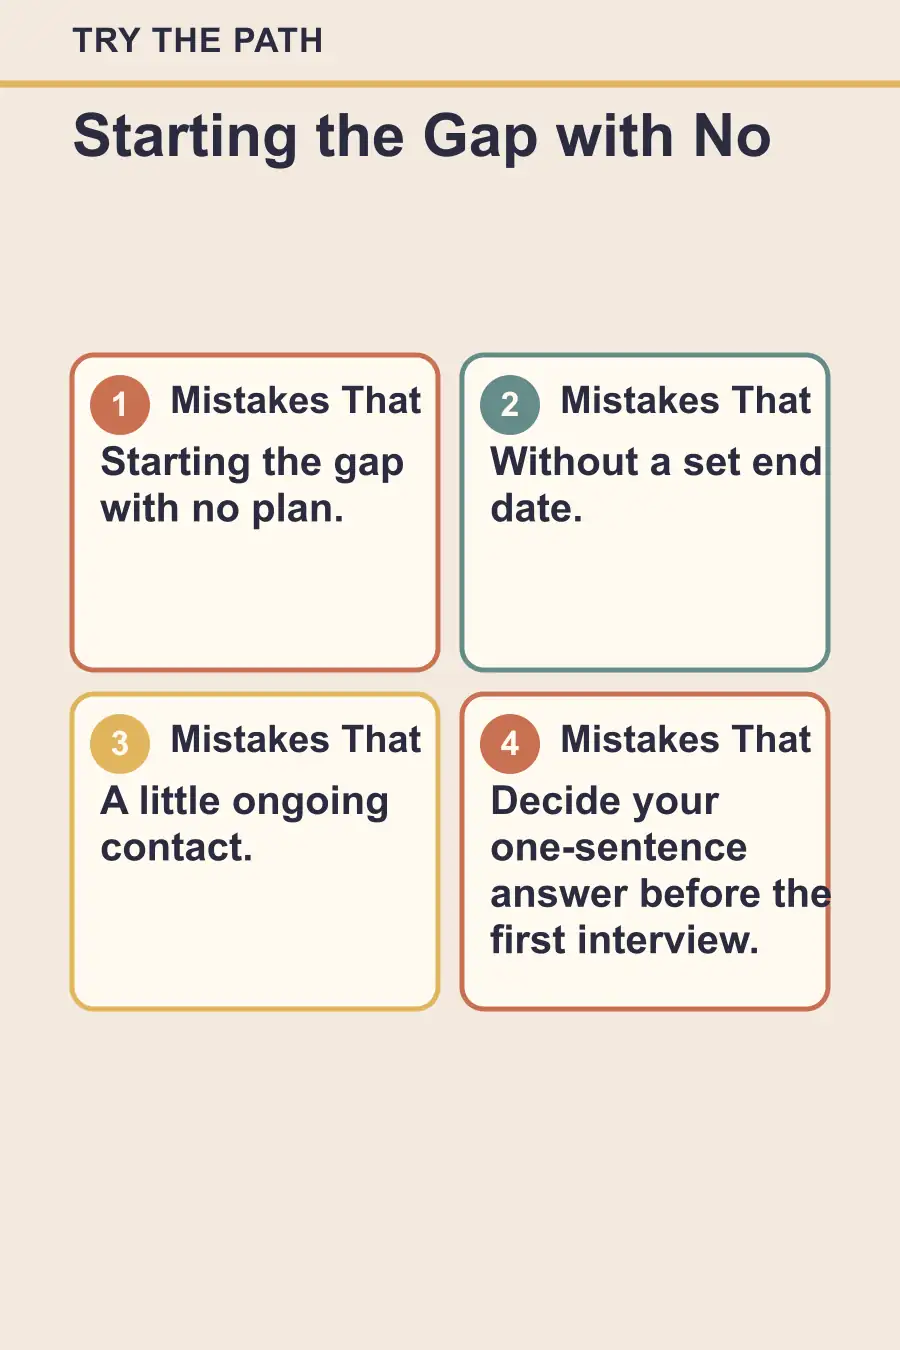 TRY THE PATH
Starting the Gap with No
1 Mistakes That
Starting the gap
with no plan.
2 Mistakes That
Without a set end
date.
3 Mistakes That
A little ongoing
contact.
4 Mistakes That
Decide your
one-sentence
answer before the
first interview.